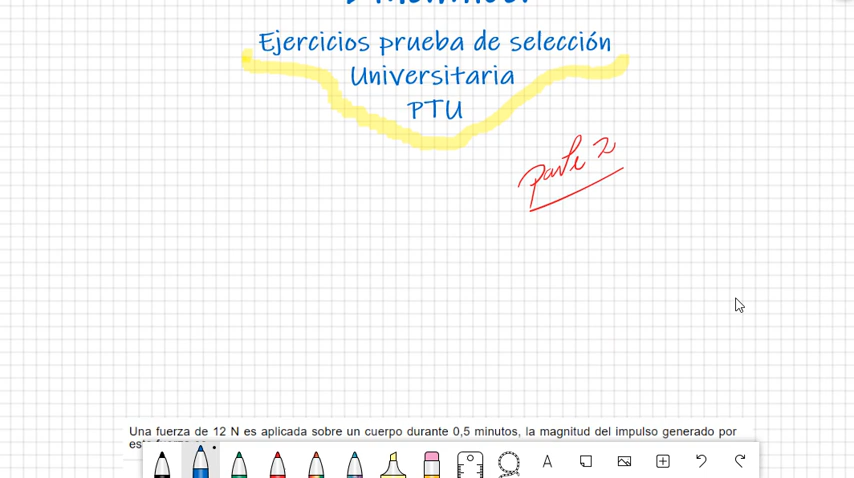 Ejercicios prueba de selección
Universitaria
PTU
Parte 2
Una fuerza de 12 N es aplicada sobre un cuerpo durante 0,5 minutos, la magnitud del impulso generado por
A